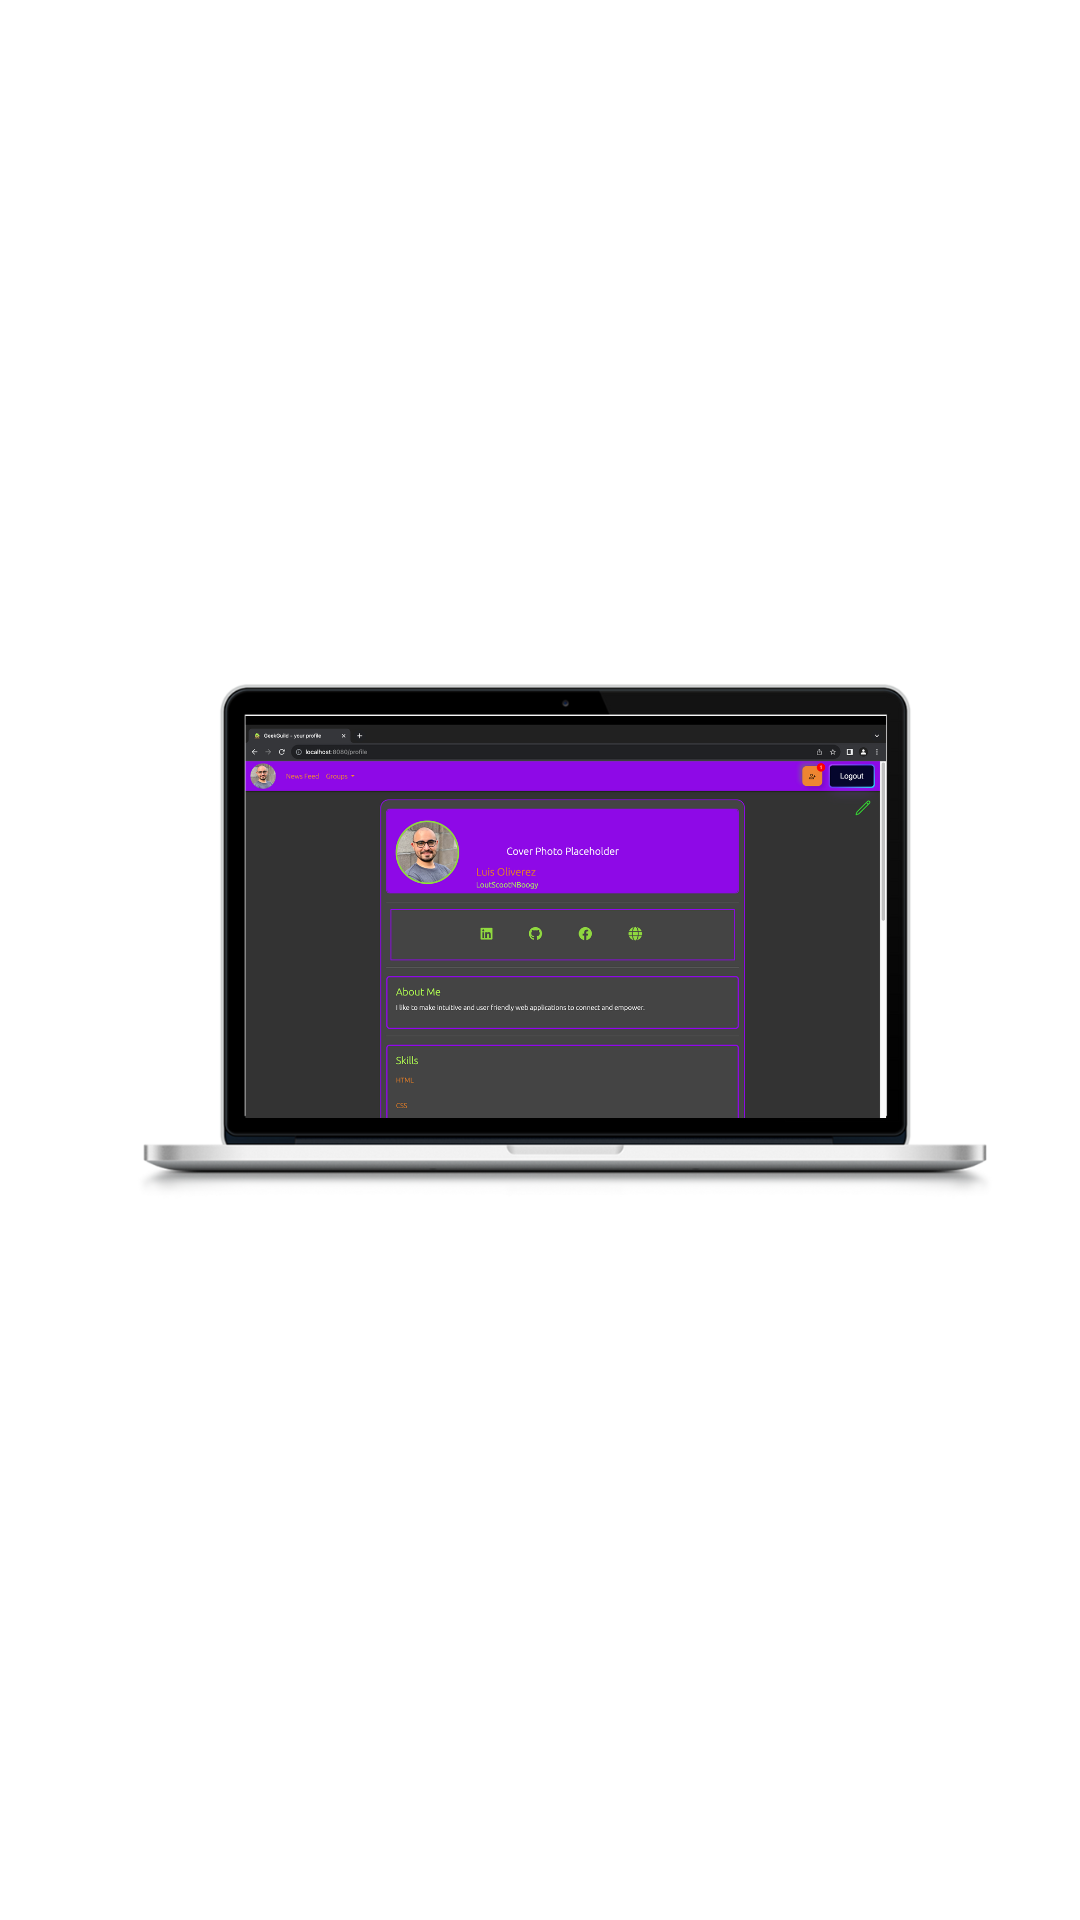 GeekGuild - your profile
localhost:8080/profile
News Feed Groups
Logout
Cover Photo Placeholder
Luis Oliverez
LoutScootNBoogy
About Me
I like to make intuitive and user friendly web applications to connect and empower.
Skills
HTML
CSS